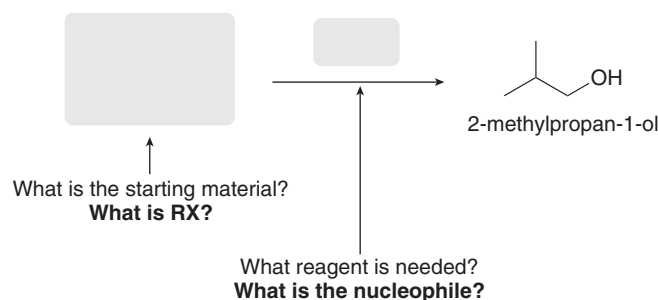 OH
2-methylpropan-1-ol
What is the starting material?
What is RX?
What reagent is needed?
What is the nucleophile?